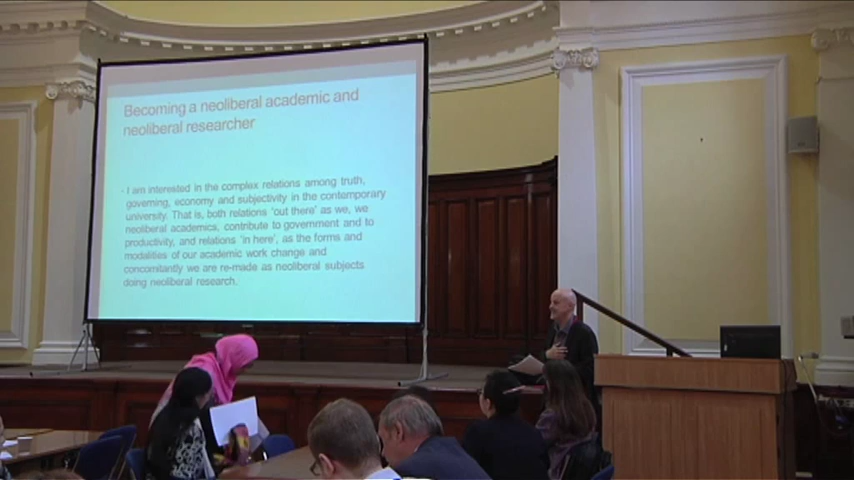 Becoming a neoliberal academic and
neoliberal researcher
· I am interested in the complex relations among truth,
governing, economy and subjectivity in the contemporary
university. That is, both relations ‘out there’ as we, we
neoliberal academics, contribute to government and to
productivity, and relations ‘in here’, as the forms and
modalities of our academic work change and
concomitantly we are re-made as neoliberal subjects
doing neoliberal research.